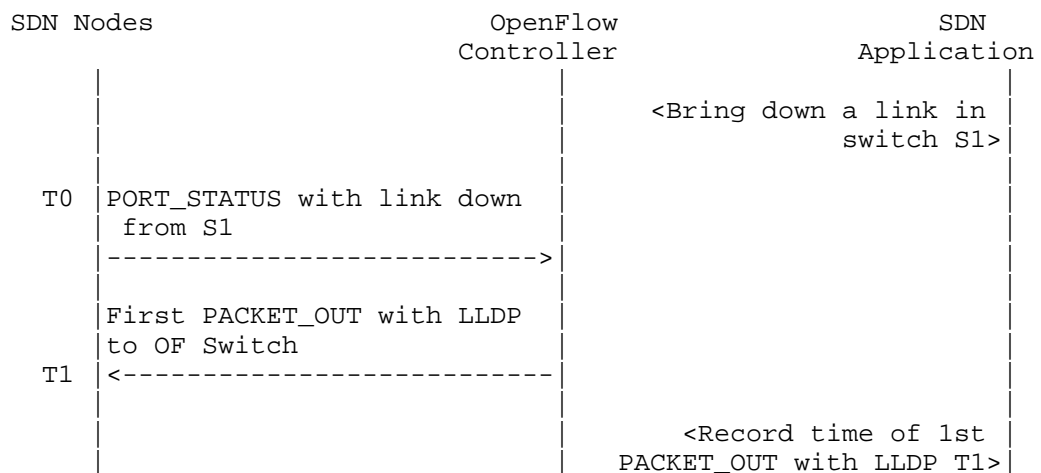 SDN Nodes OpenFlow SDN
Controller Application
<Bring down a link in
switch S1>
T0 PORT_STATUS with link down
from S1
--------------------------->
First PACKET_OUT with LLDP
to OF Switch
T1 <---------------------------
<Record time of 1st
PACKET_OUT with LLDP T1>